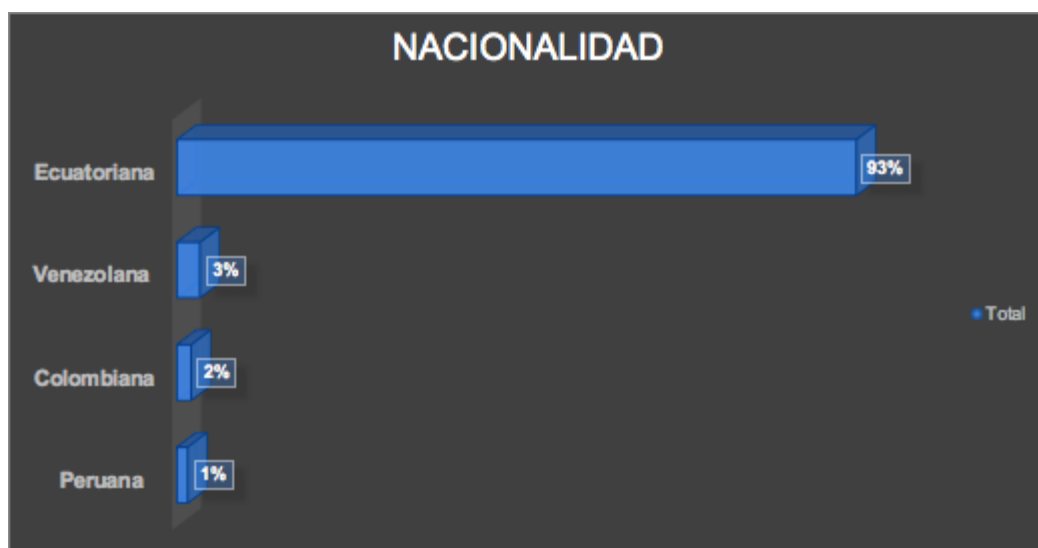 NACIONALIDAD
Ecuatoriana
93%
Venezolana
3%
Total
Colombiana
2%
Peruana
1%